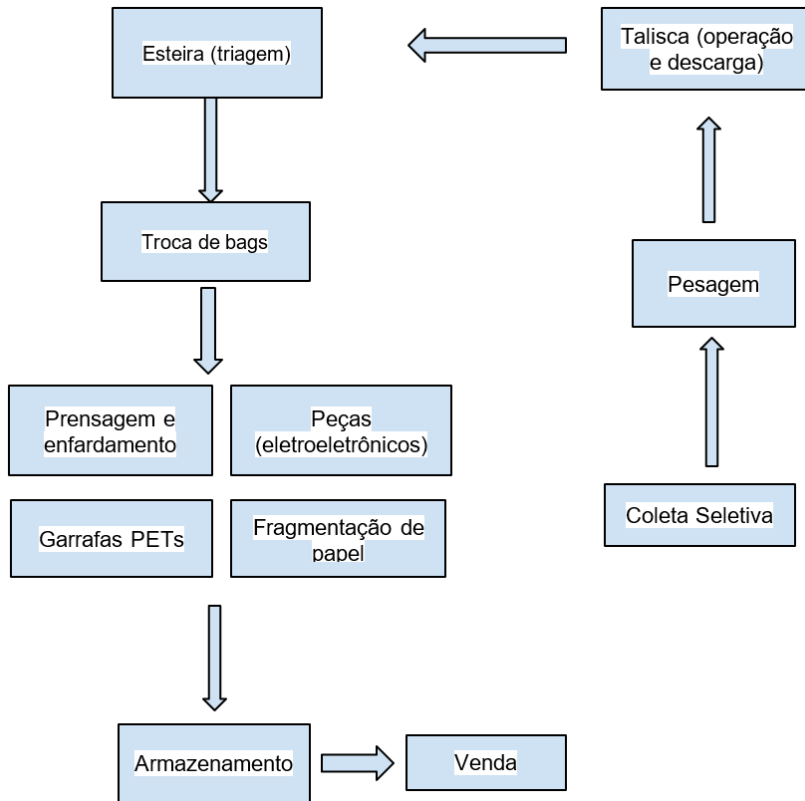 Esteira (triagem)
Talisca (operação
e descarga)
Troca de bags
Pesagem
Prensagem e
enfardamento
Peças
(eletroeletrônicos)
Garrafas PETs
Fragmentação de
papel
Coleta Seletiva
Armazenamento
Venda